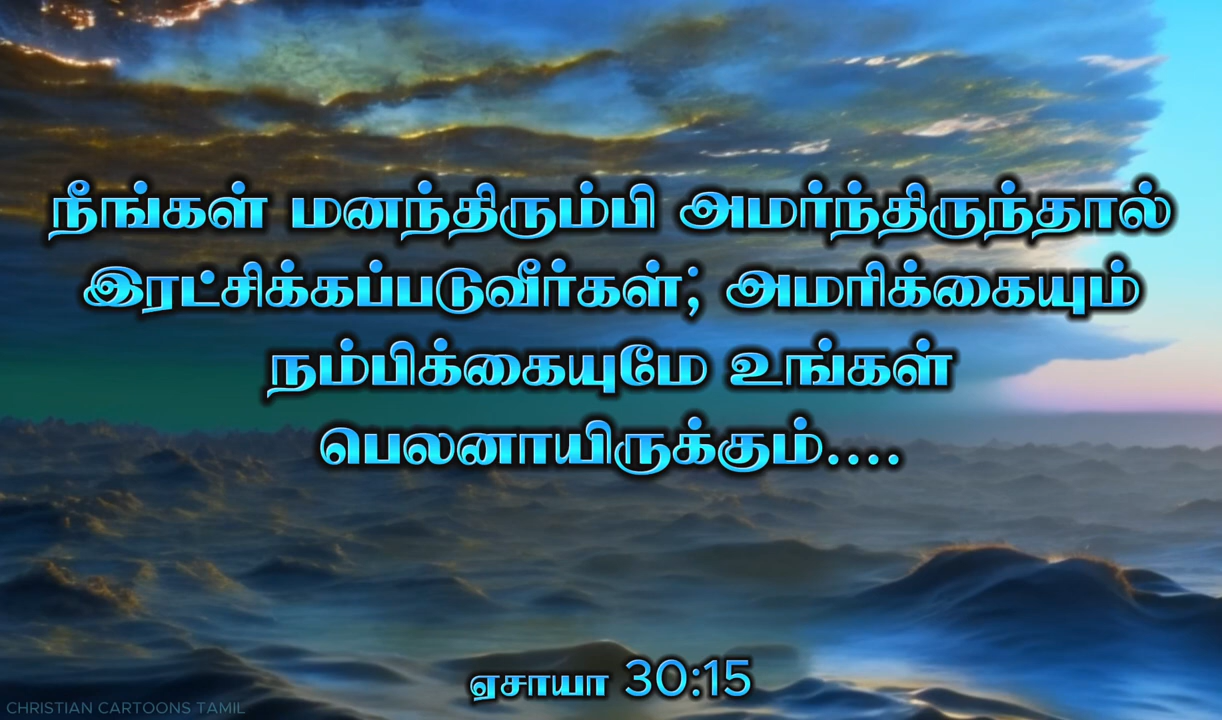 நீங்கள் மனந்திரும்பி அமர்ந்திருந்தால்
இரட்சிக்கப்படுவீர்கள்; அமரிக்கையும்
நம்பிக்கையுமே உங்கள்
பெலனாயிருக்கும்....
ஏசாயா 30:15
CHRISTIAN CARTOONS TAMIL